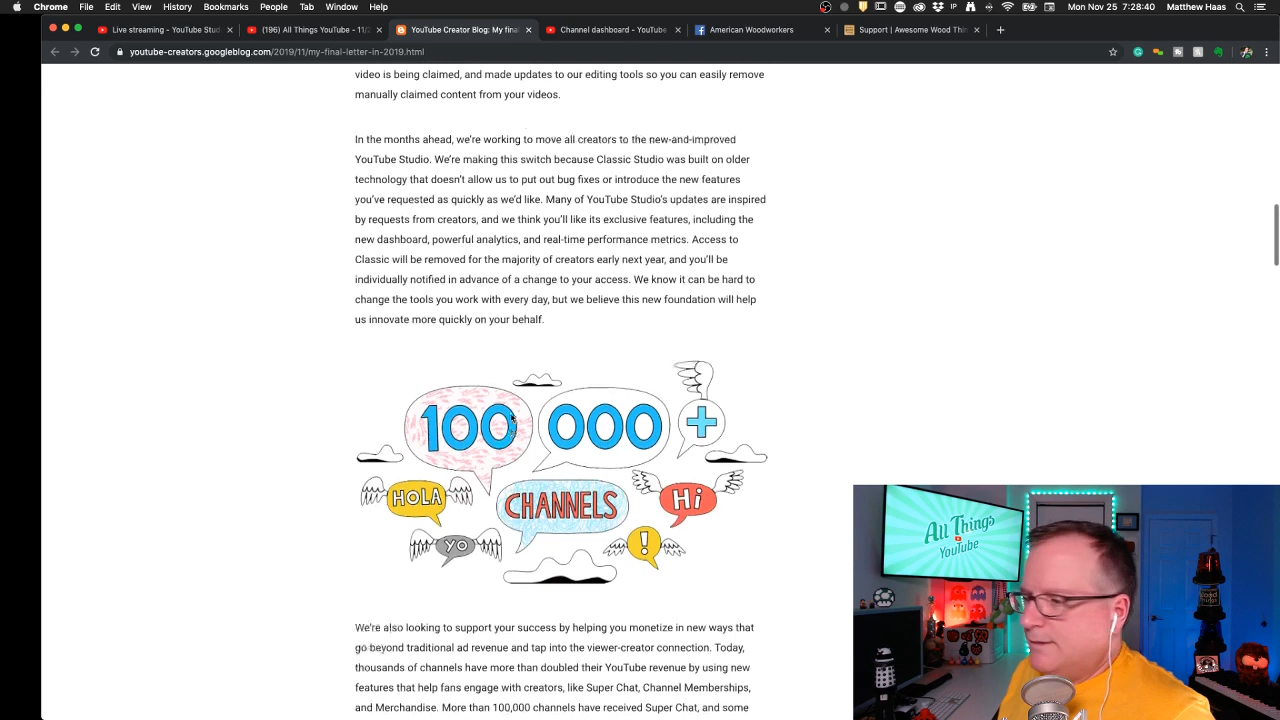 Chrome File Edit View History Bookmarks People Tab Window Help
Fri Nov 22 7:28:40 Matthew Haas
Live streaming - YouTube Stud
(196) All Things YouTube - 11/2
YouTube Creator Blog: My final
Channel dashboard - YouTube
American Woodworkers
Support | Awesome Wood Thin
youtube-creators.googleblog.com/2019/11/my-final-letter-in-2019.html
video is being claimed, and made updates to our editing tools so you can easily remove
manually claimed content from your videos.
In the months ahead, we're working to move all creators to the new-and-improved
YouTube Studio. We're making this switch because Classic Studio was built on older
technology that doesn't allow us to put out bug fixes or introduce the new features
you've requested as quickly as we'd like. Many of YouTube Studio's updates are inspired
by requests from creators, and we think you'll like its exclusive features, including the
new dashboard, powerful analytics, and real-time performance metrics. Access to
Classic will be removed for the majority of creators early next year, and you'll be
individually notified in advance of a change to your access. We know it can be hard to
change the tools you work with every day, but we believe this new foundation will help
us innovate more quickly on your behalf.
100 000 +
HOLA CHANNELS Hi
YO !
All Things
YouTube
We're also looking to support your success by helping you monetize in new ways that
go beyond traditional ad revenue and tap into the viewer-creator connection. Today,
thousands of channels have more than doubled their YouTube revenue by using new
features that help fans engage with creators, like Super Chat, Channel Memberships,
and Merchandise. More than 100,000 channels have received Super Chat, and some